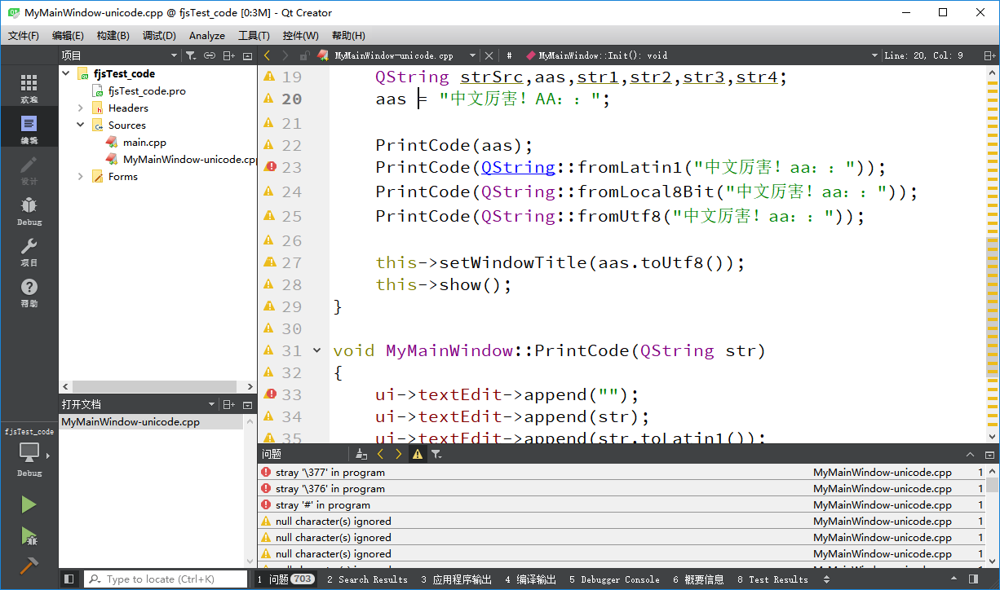 MyMainWindow-unicode.cpp @ fjsTest_code [0:3M] - Qt Creator
文件(F) 编辑(E) 构建(B) 调试(D) Analyze 工具(T) 控件(W) 帮助(H)
项目
MyMainWindow-unicode.cpp # MyMainWindow::Init(): void Line: 20, Col: 9
欢迎
编辑
设计
Debug
项目
帮助
fjsTest_code
Debug
fjsTest_code
fjsTest_code.pro
Headers
Sources
main.cpp
MyMainWindow-unicode.cpp
Forms
打开文档
MyMainWindow-unicode.cpp
19 QString strSrc,aas,str1,str2,str3,str4;
20 aas = "中文厉害！AA：："；
21
22 PrintCode(aas);
23 PrintCode(QString::fromLatin1("中文厉害！aa：："));
24 PrintCode(QString::fromLocal8Bit("中文厉害！aa：："));
25 PrintCode(QString::fromUtf8("中文厉害！aa：："));
26
27 this->setWindowTitle(aas.toUtf8());
28 this->show();
29 }
30
31 void MyMainWindow::PrintCode(QString str)
32 {
33 ui->textEdit->append("");
34 ui->textEdit->append(str);
35 ui->textEdit->append(str.toLatin1());
问题
stray '\377' in program MyMainWindow-unicode.cpp 1
stray '\376' in program MyMainWindow-unicode.cpp 1
stray '#' in program MyMainWindow-unicode.cpp 1
null character(s) ignored MyMainWindow-unicode.cpp 1
null character(s) ignored MyMainWindow-unicode.cpp 1
null character(s) ignored MyMainWindow-unicode.cpp 1
Type to locate (Ctrl+K) 1 问题 703 2 Search Results 3 应用程序输出 4 编译输出 5 Debugger Console 6 概要信息 8 Test Results